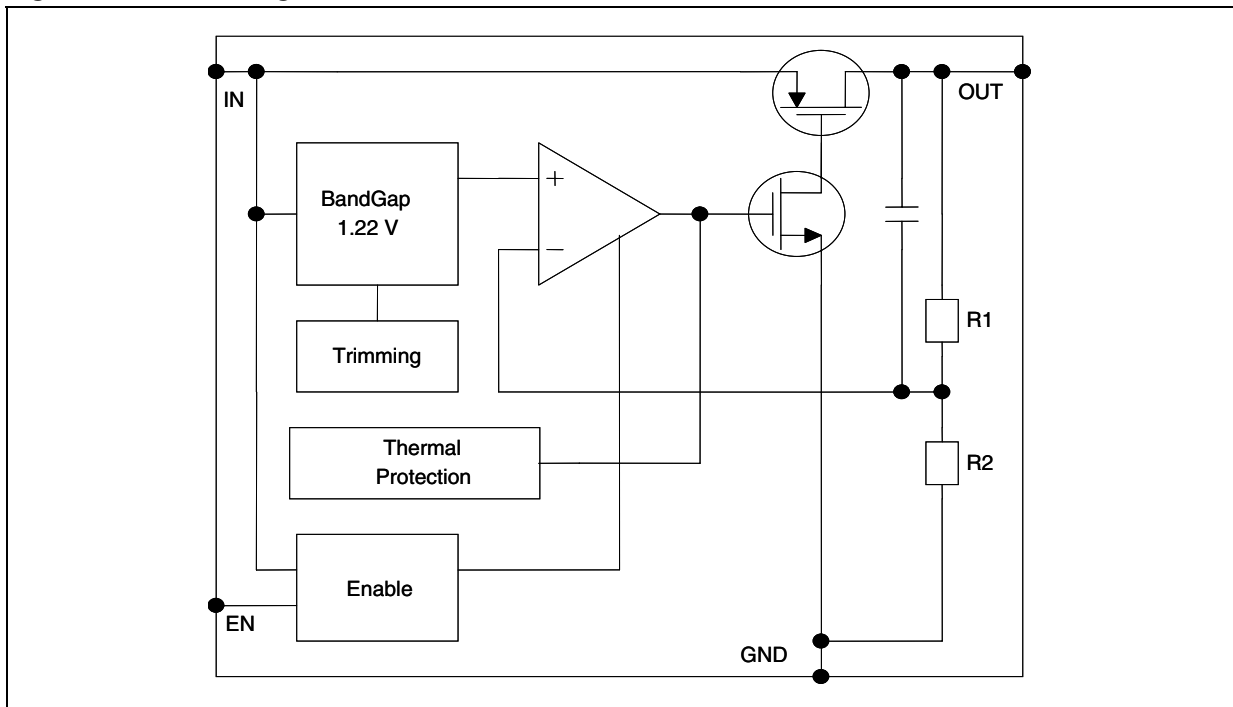 IN
OUT
BandGap
1.22 V
+
−
R1
Trimming
Thermal
Protection
R2
Enable
EN
GND